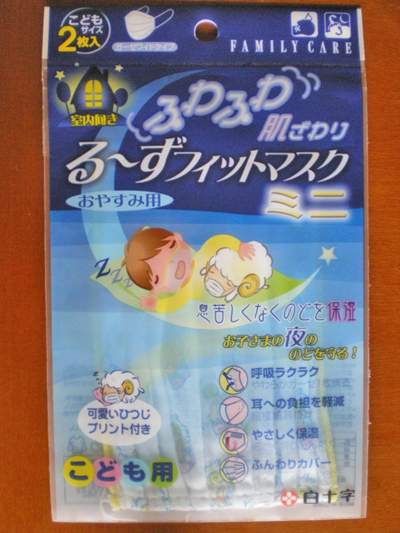 こども
サイズ
2枚入
ガーゼワイドタイプ
FAMILY CARE
室内向き
ふわふわ
肌ざわり
る〜ずフィットマスク
おやすみ用
ミニ
ZZZ
息苦しくなくのどを保湿
お子さまの夜の
のどを守る!
呼吸ラクラク
耳への負担を軽減
やさしく保湿
ふんわりカバー
可愛いひつじ
プリント付き
こども用
白十字